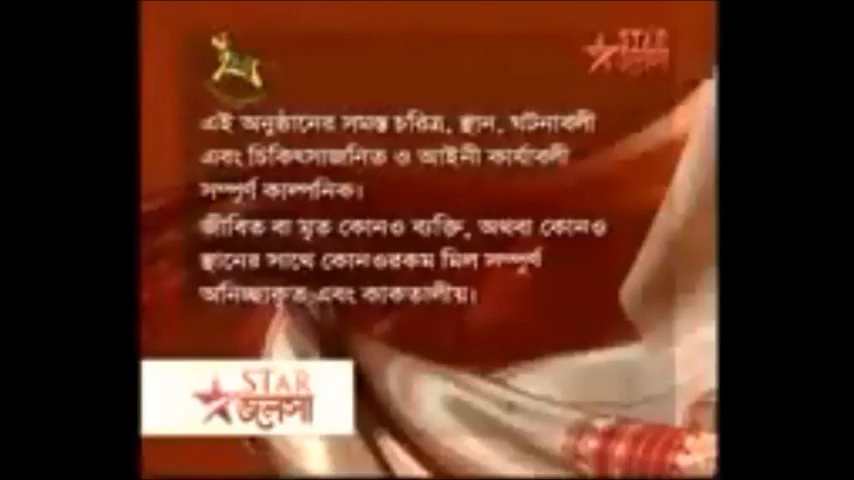 STAR
জলসা
এই অনুষ্ঠানের সমস্ত চরিত্র, স্থান, ঘটনাবলী
এবং চিকিৎসাজনিত ও আইনী কার্যাবলী
সম্পূর্ণ কাল্পনিক।
জীবিত বা মৃত কোনও ব্যক্তি, অথবা কোনও
স্থানের সাথে কোনওরকম মিল সম্পূর্ণ
অনিচ্ছাকৃত এবং কাকতালীয়।
STAR
জলসা